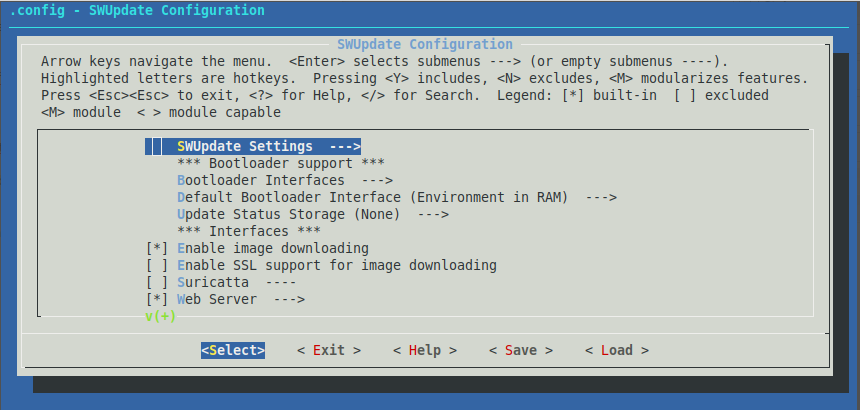 .config - SWUpdate Configuration
SWUpdate Configuration
Arrow keys navigate the menu.  <Enter> selects submenus ---> (or empty submenus ----).
Highlighted letters are hotkeys.  Pressing <Y> includes, <N> excludes, <M> modularizes features.
Press <Esc><Esc> to exit, <?> for Help, </> for Search.  Legend: [*] built-in  [ ] excluded
<M> module  < > module capable
SWUpdate Settings  --->
*** Bootloader support ***
Bootloader Interfaces  --->
Default Bootloader Interface (Environment in RAM)  --->
Update Status Storage (None)  --->
*** Interfaces ***
[*] Enable image downloading
[ ] Enable SSL support for image downloading
[ ] Suricatta  ----
[*] Web Server  --->
v(+)
<Select>    < Exit >    < Help >    < Save >    < Load >